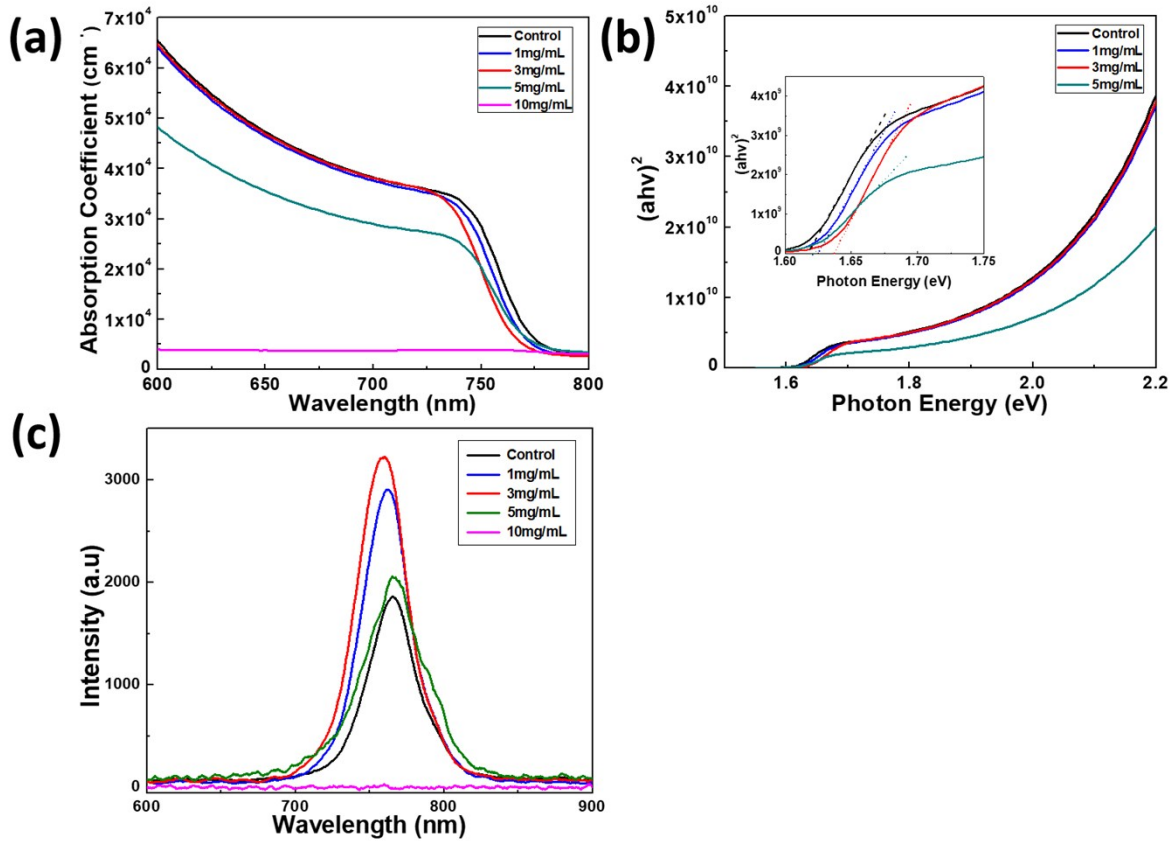 (a)
Absorption Coefficient (cm⁻)
7x10⁴
6x10⁴
5x10⁴
4x10⁴
3x10⁴
2x10⁴
1x10⁴
0
600 650 700 750 800
Wavelength (nm)
Control
1mg/mL
3mg/mL
5mg/mL
10mg/mL
(b)
(ahv)²
5x10¹⁰
4x10¹⁰
3x10¹⁰
2x10¹⁰
1x10¹⁰
0
1.6 1.8 2.0 2.2
Photon Energy (eV)
Control
1mg/mL
3mg/mL
5mg/mL
(ahv)²
4x10⁹
3x10⁹
2x10⁹
1x10⁹
0
1.60 1.65 1.70 1.75
Photon Energy (eV)
(c)
Intensity (a.u)
3000
2000
1000
0
600 700 800 900
Wavelength (nm)
Control
1mg/mL
3mg/mL
5mg/mL
10mg/mL